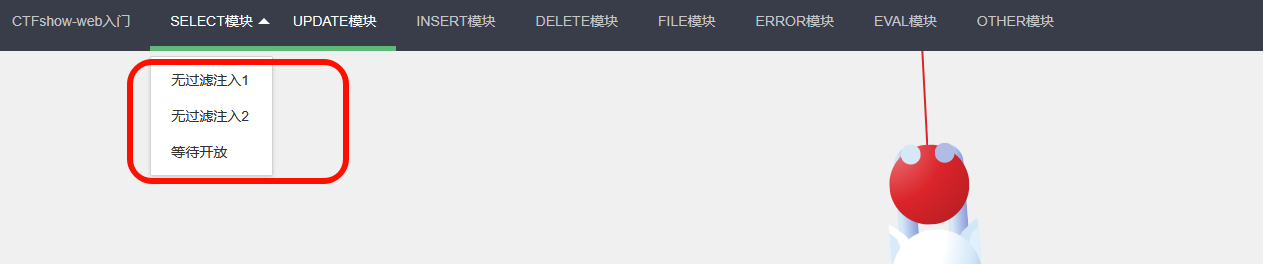 CTFshow-web入门 SELECT模块 UPDATE模块 INSERT模块 DELETE模块 FILE模块 ERROR模块 EVAL模块 OTHER模块
无过滤注入1
无过滤注入2
等待开放